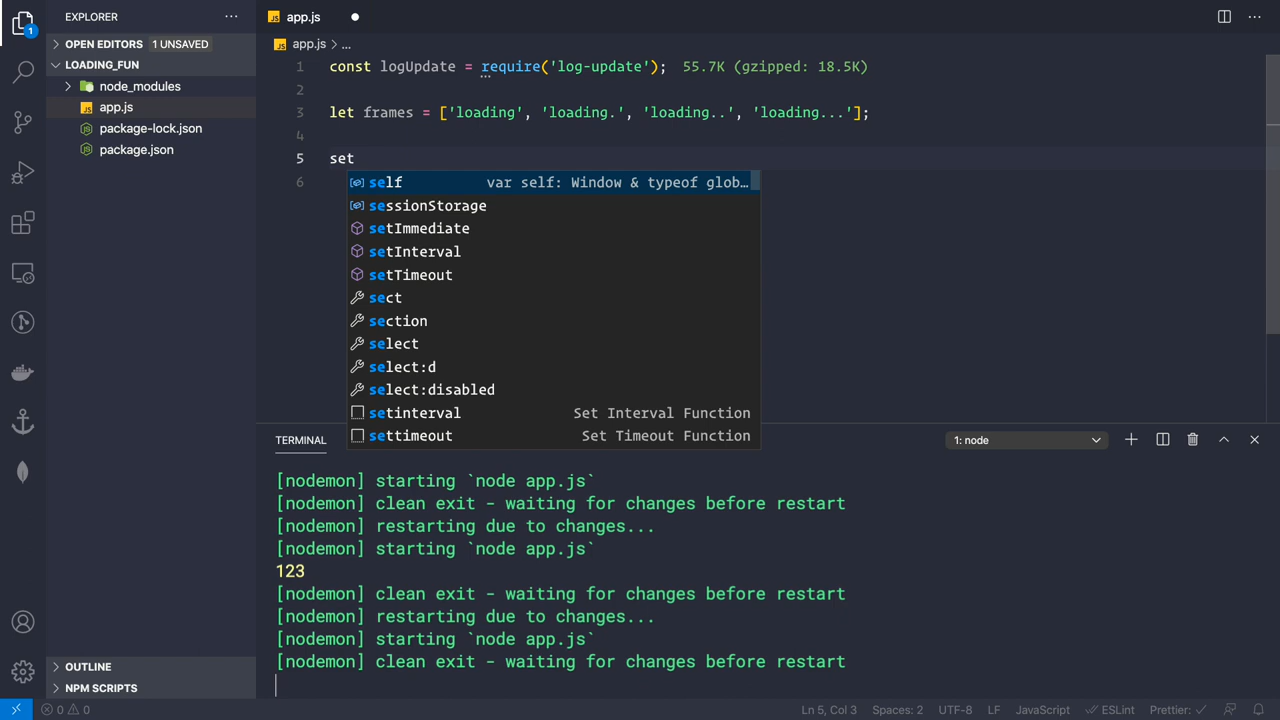 EXPLORER
app.js
OPEN EDITORS 1 UNSAVED
app.js > ...
LOADING_FUN
1 const logUpdate = require('log-update'); 55.7K (gzipped: 18.5K)
node_modules
2
app.js
3 let frames = ['loading', 'loading.', 'loading..', 'loading...'];
package-lock.json
4
package.json
5 set
6
self var self: Window & typeof glob…
sessionStorage
setImmediate
setInterval
setTimeout
sect
section
select
select:d
select:disabled
setinterval Set Interval Function
settimeout Set Timeout Function
TERMINAL 1: node
[nodemon] starting `node app.js`
[nodemon] clean exit - waiting for changes before restart
[nodemon] restarting due to changes...
[nodemon] starting `node app.js`
123
[nodemon] clean exit - waiting for changes before restart
[nodemon] restarting due to changes...
[nodemon] starting `node app.js`
[nodemon] clean exit - waiting for changes before restart
OUTLINE
NPM SCRIPTS
0 0 Ln 5, Col 3 Spaces: 2 UTF-8 LF JavaScript ESLint Prettier: ✓
1